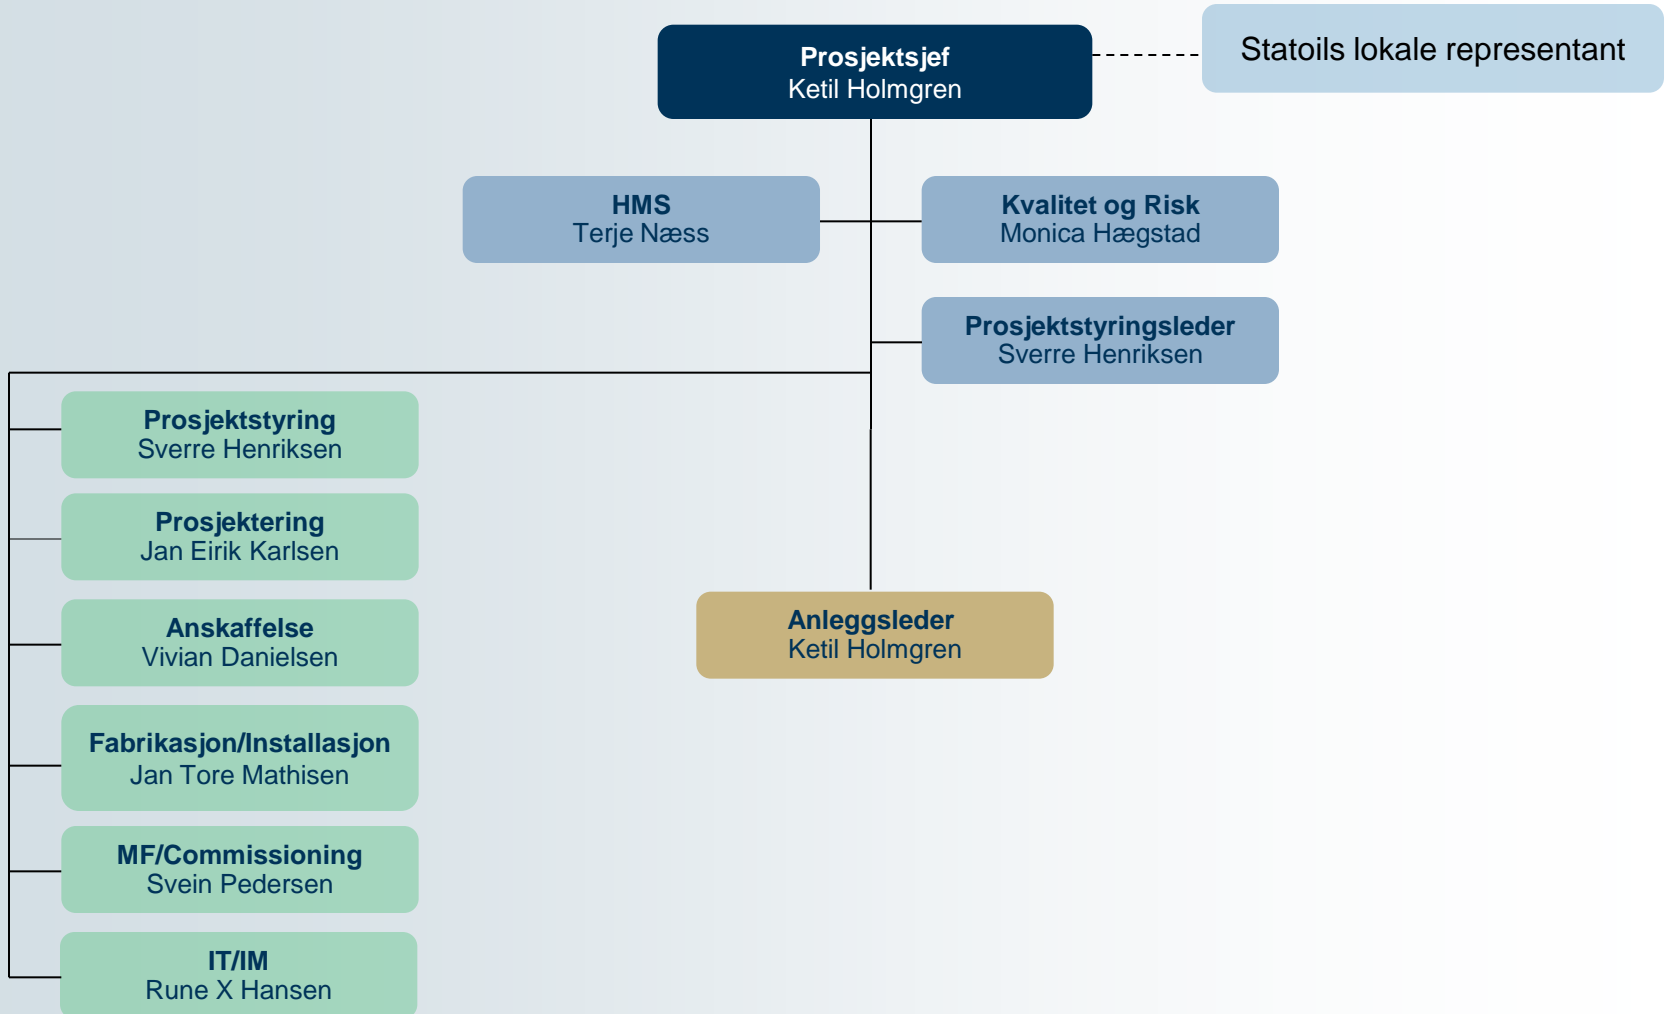 Prosjektsjef
Ketil Holmgren
Statoils lokale representant
HMS
Terje Næss
Kvalitet og Risk
Monica Hægstad
Prosjektstyringsleder
Sverre Henriksen
Prosjektstyring
Sverre Henriksen
Prosjektering
Jan Eirik Karlsen
Anskaffelse
Vivian Danielsen
Fabrikasjon/Installasjon
Jan Tore Mathisen
MF/Commissioning
Svein Pedersen
IT/IM
Rune X Hansen
Anleggsleder
Ketil Holmgren